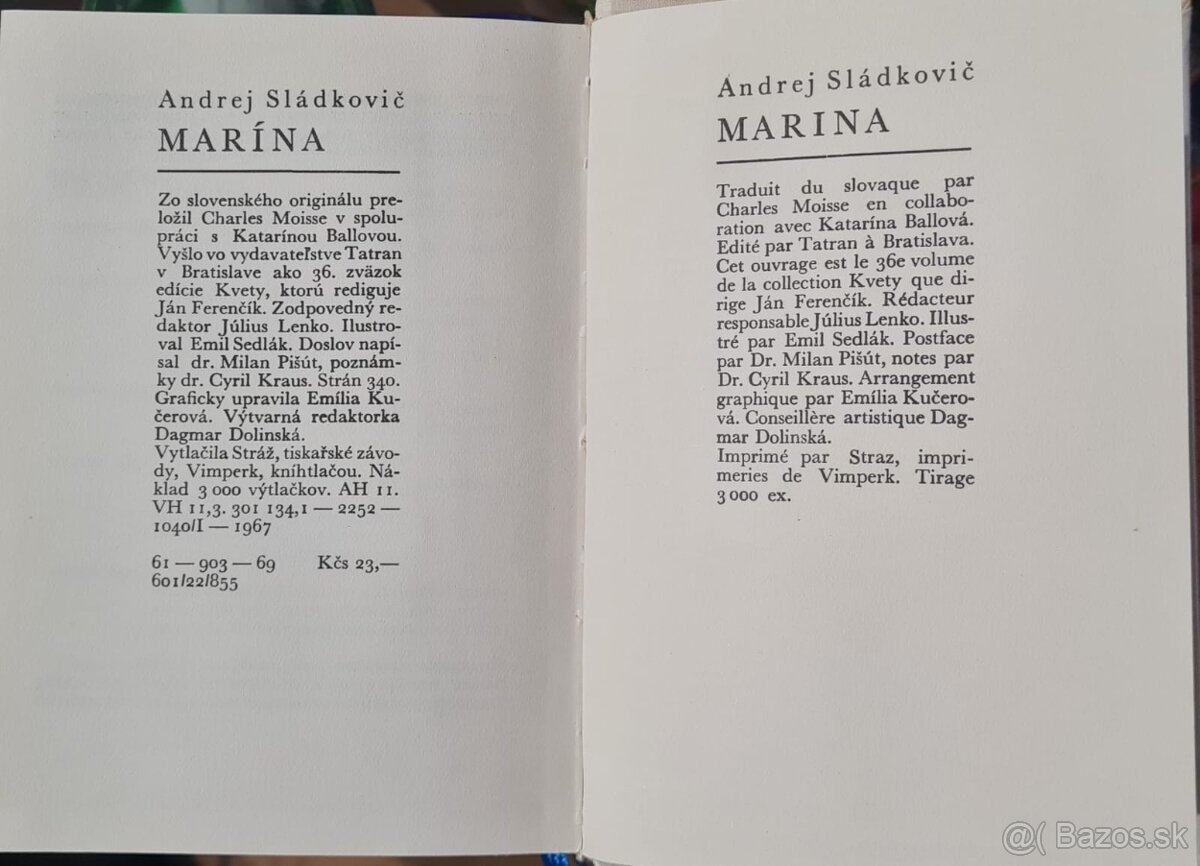 Andrej Sládkovič
MARÍNA
Zo slovenského originálu pre-
ložil Charles Moisse v spolu-
práci s Katarínou Ballovou.
Vyšlo vo vydavateľstve Tatran
v Bratislave ako 36. zväzok
edície Kvety, ktorú rediguje
Ján Ferenčík. Zodpovedný re-
daktor Július Lenko. Ilustro-
val Emil Sedlák. Doslov napí-
sal dr. Milan Pišút, poznám-
ky dr. Cyril Kraus. Strán 340.
Graficky upravila Emília Ku-
čerová. Výtvarná redaktorka
Dagmar Dolinská.
Vytlačila Stráž, tiskařské závo-
dy, Vimperk, kníhtlačou. Ná-
klad 3 000 výtlačkov. AH 11.
VH 11,3. 301 134,1 — 2252 —
1040/I — 1967
61 — 903 — 69 Kčs 23,—
601/22/855
Andrej Sládkovič
MARINA
Traduit du slovaque par
Charles Moisse en collabo-
ration avec Katarína Ballová.
Edité par Tatran à Bratislava.
Cet ouvrage est le 36e volume
de la collection Kvety que di-
rige Ján Ferenčík. Rédacteur
responsable Július Lenko. Illus-
tré par Emil Sedlák. Postface
par Dr. Milan Pišút, notes par
Dr. Cyril Kraus. Arrangement
graphique par Emília Kučero-
vá. Conseillère artistique Dag-
mar Dolinská.
Imprimé par Straz, impri-
meries de Vimperk. Tirage
3 000 ex.
@( Bazos.sk